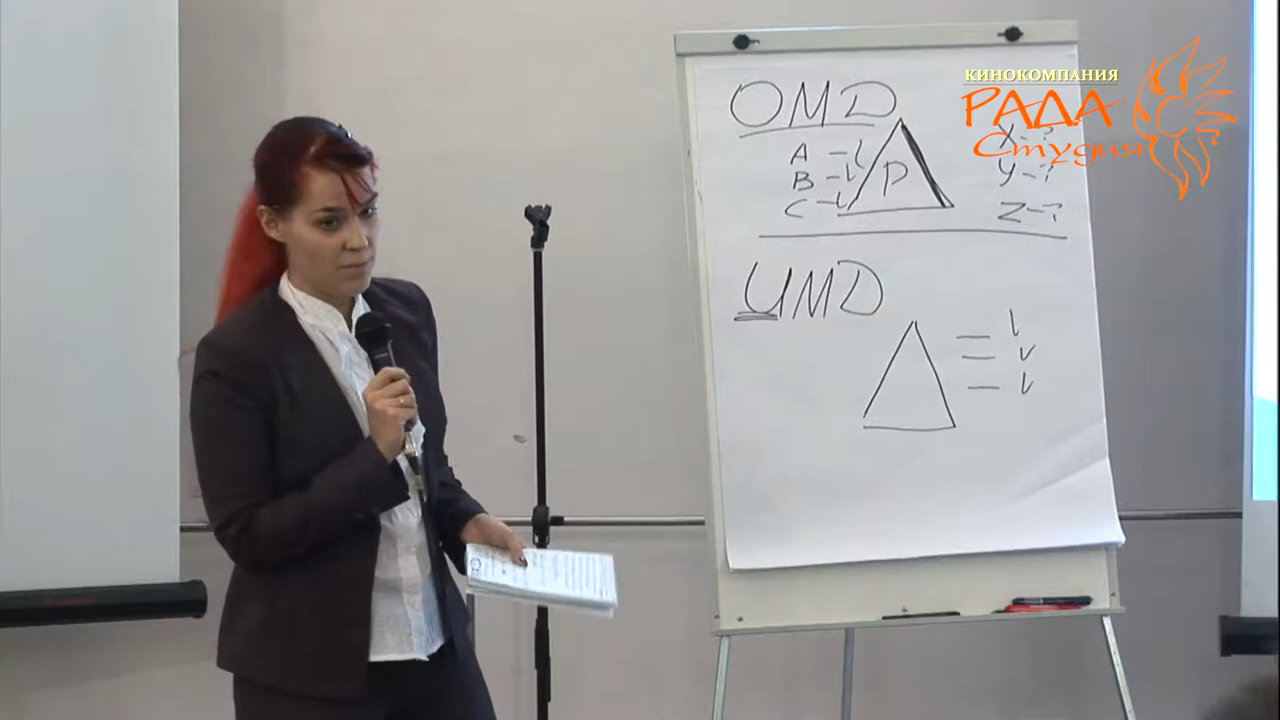 КИНОКОМПАНИЯ
РАДА
Студия
OMD
A – l
B – l
C – l
P
X – ?
Y – ?
Z – ?
UMD
– l
– v
– l